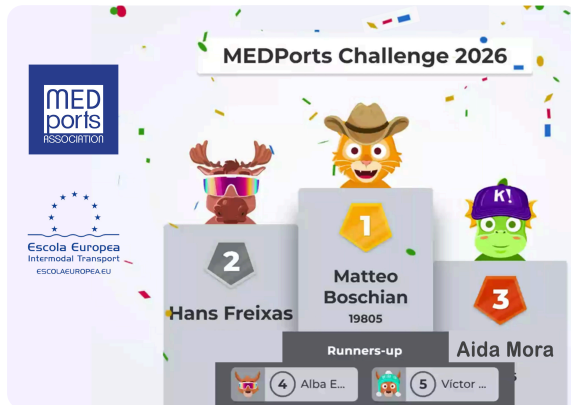 MEDPorts Challenge 2026
MED
ports
ASSOCIATION
Escola Europea
Intermodal Transport
ESCOLAEUROPEA.EU
K!
1
Matteo
Boschian
19805
2
Hans Freixas
3
Aida Mora
Runners-up
4 Alba E...
5 Víctor ...